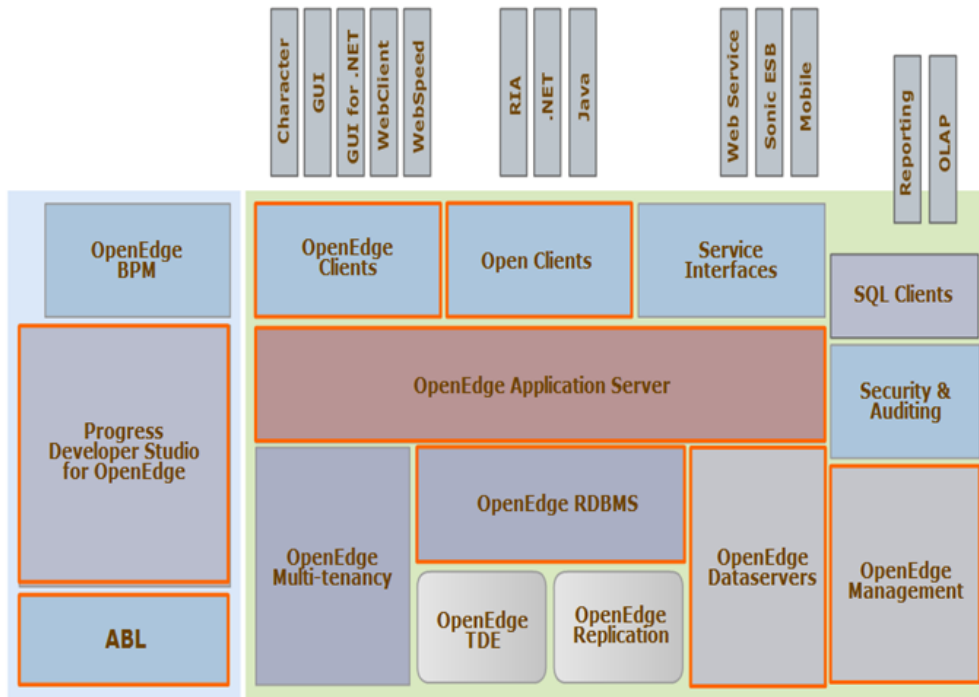 Character
GUI
GUI for .NET
WebClient
WebSpeed
RIA
.NET
Java
Web Service
Sonic ESB
Mobile
Reporting
OLAP
OpenEdge
BPM
OpenEdge
Clients
Open Clients
Service
Interfaces
SQL Clients
Progress
Developer Studio
for OpenEdge
OpenEdge Application Server
Security &
Auditing
OpenEdge
Multi-tenancy
OpenEdge RDBMS
OpenEdge
Dataservers
OpenEdge
Management
OpenEdge
TDE
OpenEdge
Replication
ABL